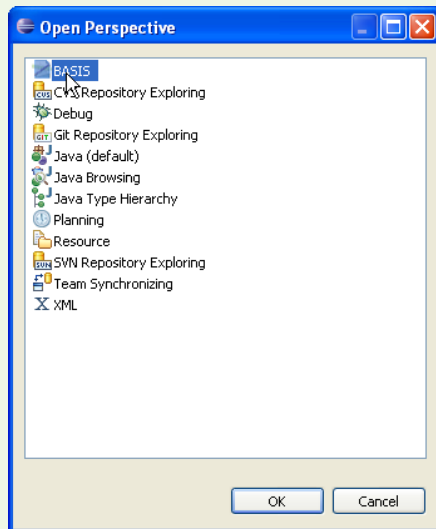 Open Perspective
BASIS
CVS Repository Exploring
Debug
Git Repository Exploring
Java (default)
Java Browsing
Java Type Hierarchy
Planning
Resource
SVN Repository Exploring
Team Synchronizing
XML
OK
Cancel